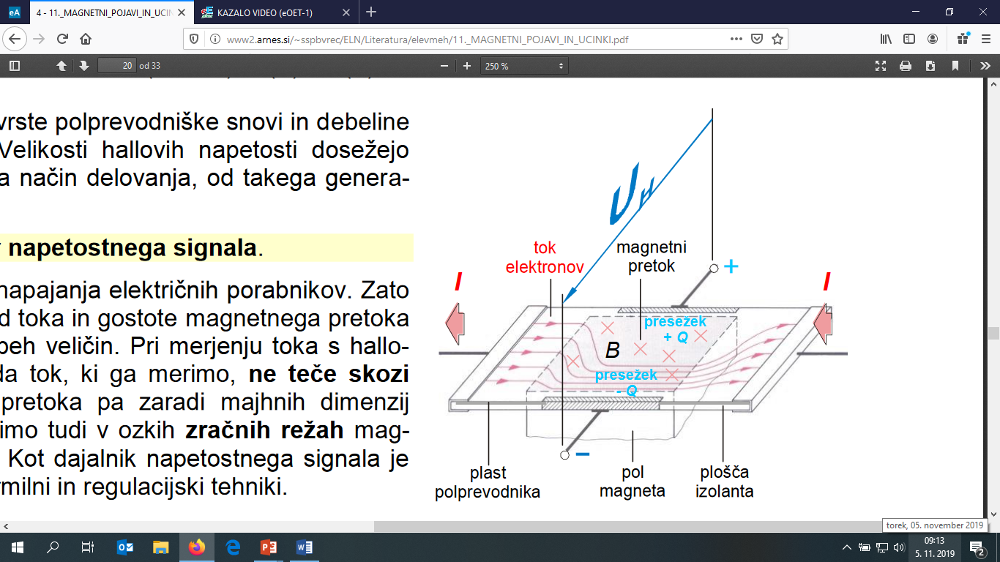 eA
4 - 11._MAGNETNI_POJAVI_IN_UCINK
KAZALO VIDEO (eOET-1)
www2.arnes.si/~sspbvrec/ELN/Literatura/elevmeh/11._MAGNETNI_POJAVI_IN_UCINKI.pdf
20 od 33
250 %
vrste polprevodniške snovi in debeline
Velikosti hallovih napetosti dosežejo
a način delovanja, od takega genera-
napetostnega signala.
napajanja električnih porabnikov. Zato
d toka in gostote magnetnega pretoka
beh veličin. Pri merjenju toka s hallo-
da tok, ki ga merimo, ne teče skozi
pretoka pa zaradi majhnih dimenzij
imo tudi v ozkih zračnih režah mag-
Kot dajalnik napetostnega signala je
rmilni in regulacijski tehniki.
UH
tok
elektronov
magnetni
pretok
+
I
I
presežek
+ Q
B
presežek
- Q
–
plast
polprevodnika
pol
magneta
plošča
izolanta
torek, 05. november 2019
09:13
5. 11. 2019
2